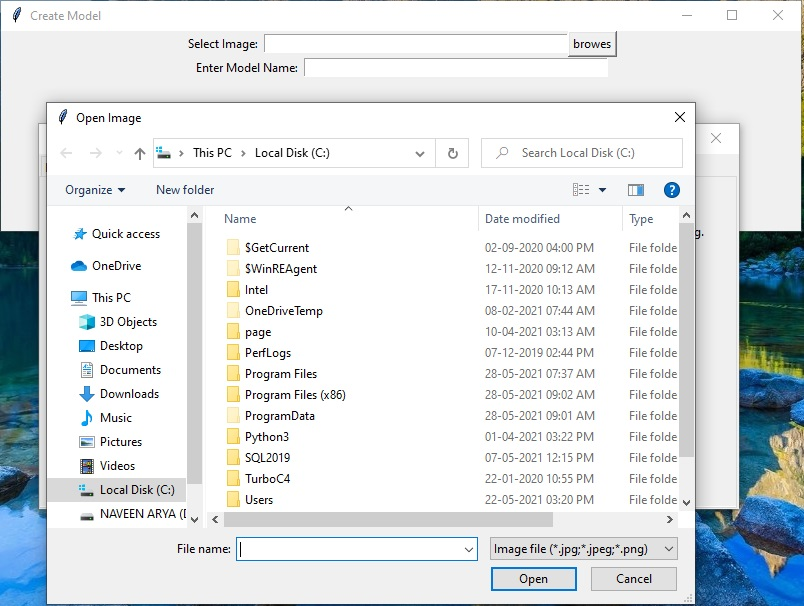 Create Model
Select Image: browes
Enter Model Name:
Open Image
This PC Local Disk (C:)
Search Local Disk (C:)
Organize New folder ?
Name Date modified Type
Quick access
OneDrive
This PC
3D Objects
Desktop
Documents
Downloads
Music
Pictures
Videos
Local Disk (C:)
NAVEEN ARYA (D
$GetCurrent 02-09-2020 04:00 PM File folde
$WinREAgent 12-11-2020 09:12 AM File folde
Intel 17-11-2020 10:13 AM File folde
OneDriveTemp 08-02-2021 07:44 AM File folde
page 10-04-2021 03:13 AM File folde
PerfLogs 07-12-2019 02:44 PM File folde
Program Files 28-05-2021 07:37 AM File folde
Program Files (x86) 28-05-2021 09:02 AM File folde
ProgramData 28-05-2021 09:01 AM File folde
Python3 01-04-2021 03:22 PM File folde
SQL2019 07-05-2021 12:15 PM File folde
TurboC4 22-01-2020 10:55 PM File folde
Users 22-05-2021 03:20 PM File folde
g.
File name: Image file (*.jpg;*.jpeg;*.png)
Open Cancel